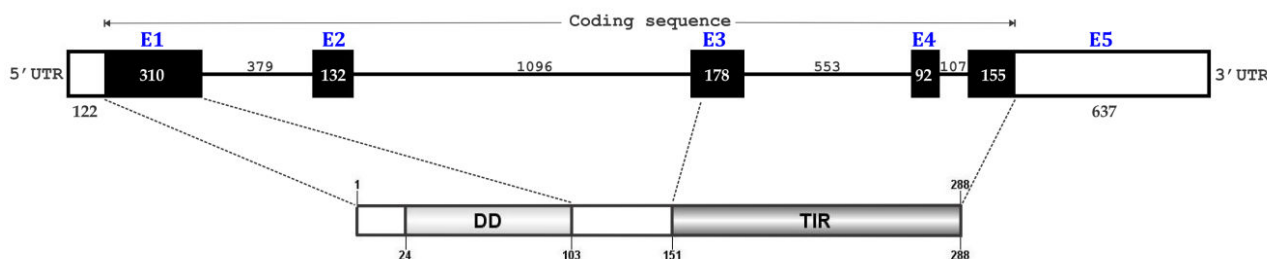 Coding sequence
E1 E2 E3 E4 E5
5'UTR 310 379 132 1096 178 553 92 107 155 3'UTR
122 637
1 288
DD TIR
24 103 151 288